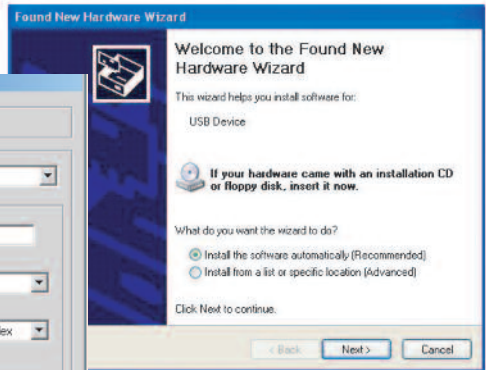 Found New Hardware Wizard
Welcome to the Found New
Hardware Wizard
This wizard helps you install software for:
USB Device
If your hardware came with an installation CD
or floppy disk, insert it now.
What do you want the wizard to do?
Install the software automatically (Recommended)
Install from a list or specific location (Advanced)
Click Next to continue.
< Back
Next >
Cancel